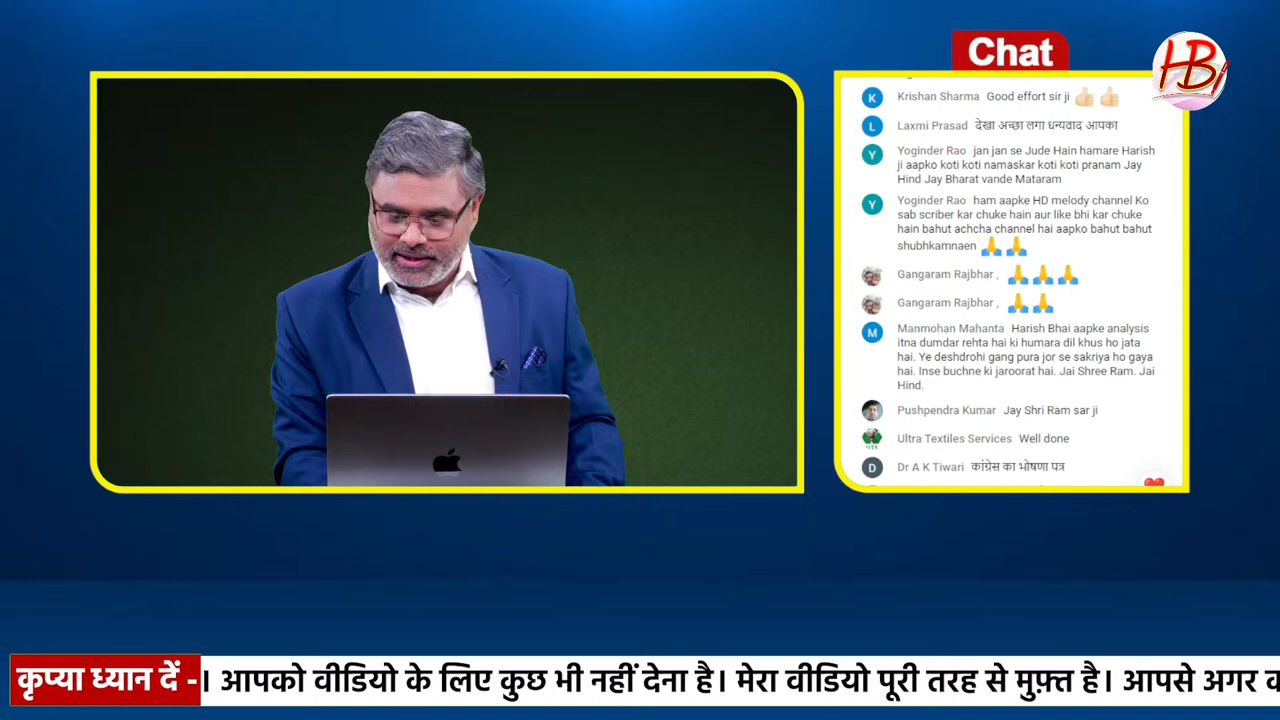 Chat
HB
K Krishan Sharma Good effort sir ji 👍🏻👍🏻
L Laxmi Prasad देखा अच्छा लगा धन्यवाद आपका
Y Yoginder Rao jan jan se Jude Hain hamare Harish
ji aapko koti koti namaskar koti koti pranam Jay
Hind Jay Bharat vande Mataram
Y Yoginder Rao ham aapke HD melody channel Ko
sab scriber kar chuke hain aur like bhi kar chuke
hain bahut achcha channel hai aapko bahut bahut
shubhkamnaen 🙏🙏
Gangaram Rajbhar , 🙏🙏🙏
Gangaram Rajbhar , 🙏🙏
M Manmohan Mahanta Harish Bhai aapke analysis
itna dumdar rehta hai ki humara dil khus ho jata
hai. Ye deshdrohi gang pura jor se sakriya ho gaya
hai. Inse buchne ki jaroorat hai. Jai Shree Ram. Jai
Hind.
Pushpendra Kumar Jay Shri Ram sar ji
Ultra Textiles Services Well done
D Dr A K Tiwari कांग्रेस का भोषणा पत्र
कृप्या ध्यान दें -। आपको वीडियो के लिए कुछ भी नहीं देना है। मेरा वीडियो पूरी तरह से मुफ़्त है। आपसे अगर